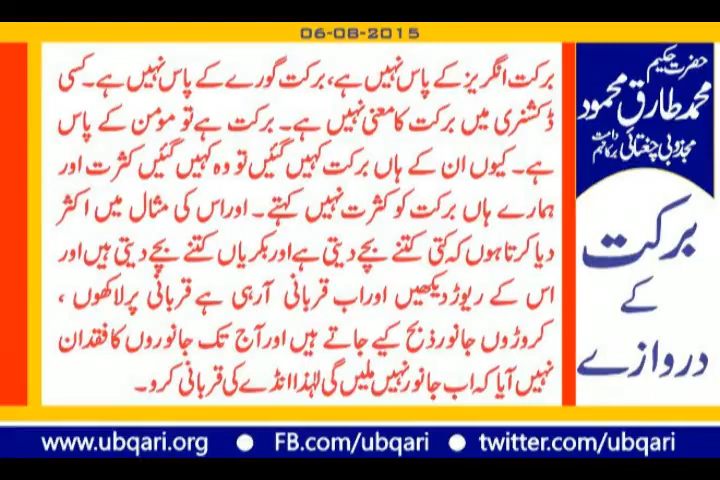 06-08-2015
حضرت حکیم
محمد طارق محمود
مجذوبی چغتائی دامت برکاتہم
برکت
کے
دروازے
برکت انگریز کے پاس نہیں ہے، برکت گورے کے پاس نہیں ہے۔ کسی
ڈکشنری میں برکت کا معنی نہیں ہے۔ برکت ہے تو مومن کے پاس
ہے۔ کیوں ان کے ہاں برکت کہیں گئیں تو وہ کہیں گئیں کثرت اور
ہمارے ہاں برکت کو کثرت نہیں کہتے۔ اور اس کی مثال میں اکثر
دیا کرتا ہوں کہ کتی کتنے بچے دیتی ہے اور بکریاں کتنے بچے دیتی ہیں اور
اس کے ریوڑ دیکھیں اور اب قربانی آرہی ہے قربانی پر لاکھوں ،
کروڑوں جانور ذبح کیے جاتے ہیں اور آج تک جانوروں کا فقدان
نہیں آیا کہ اب جانور نہیں ملیں گی لہٰذا انڈے کی قربانی کرو۔
www.ubqari.org ● FB.com/ubqari ● twitter.com/ubqari